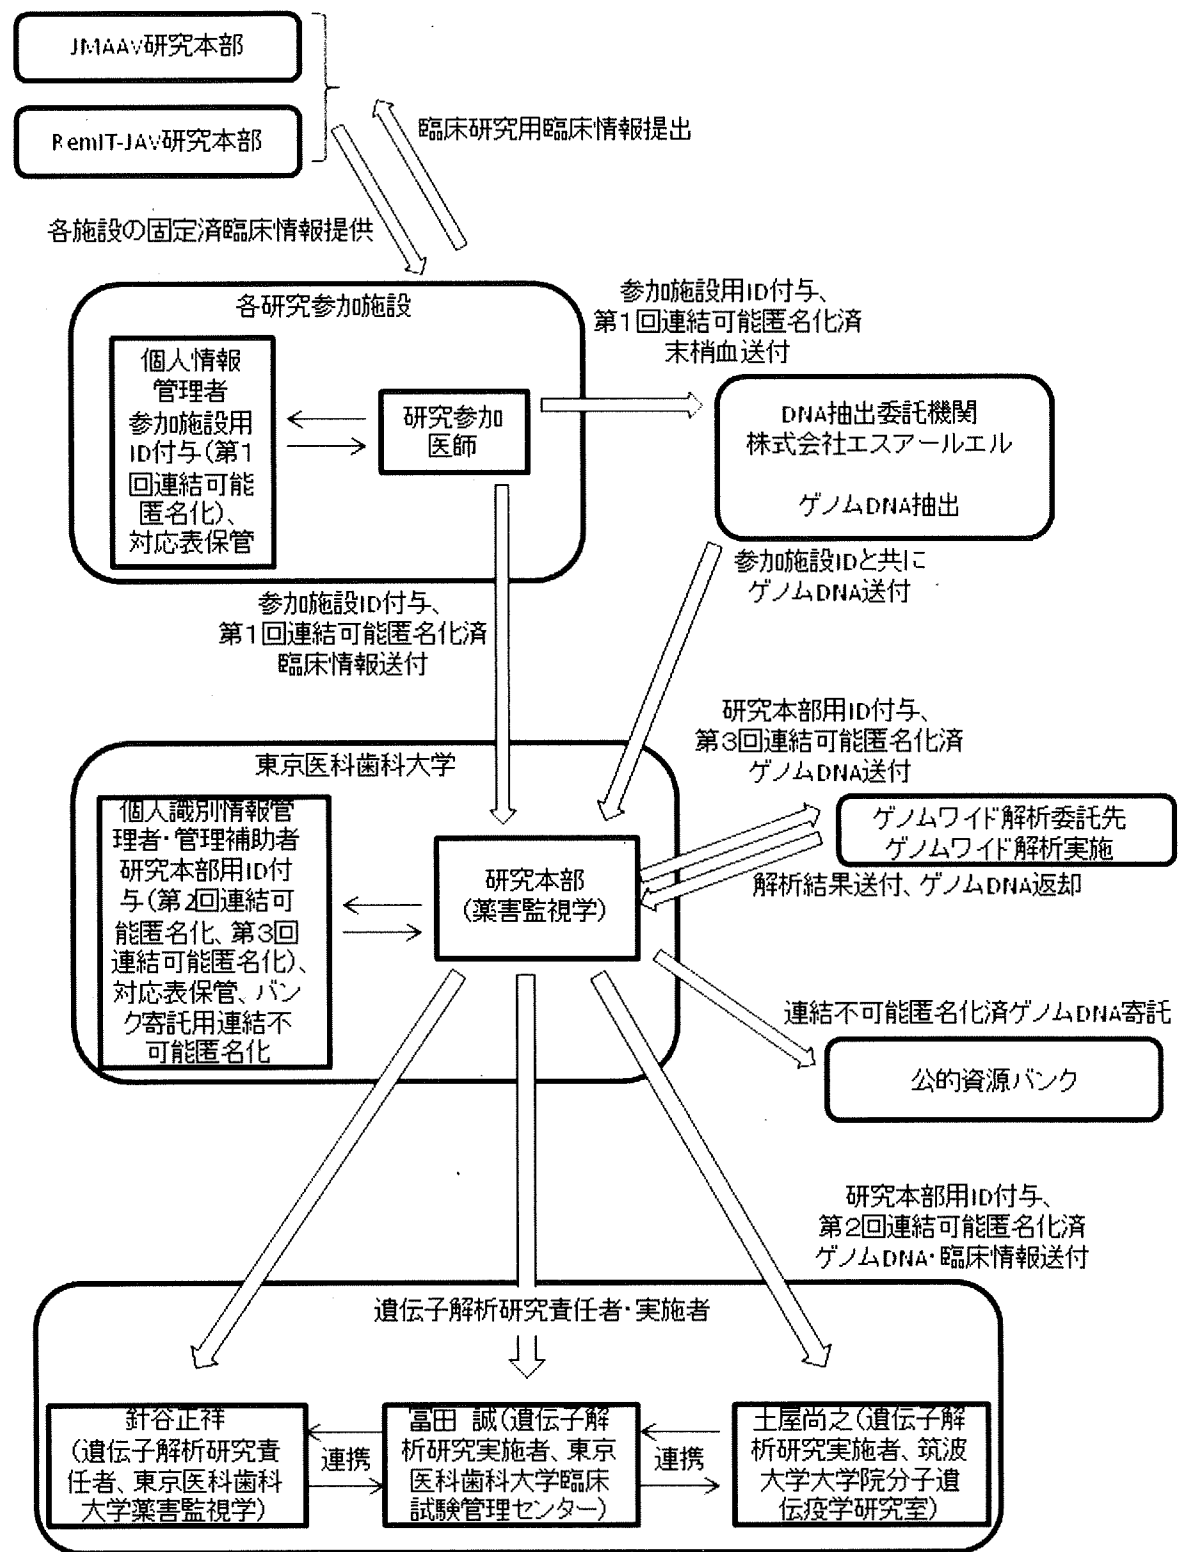 JMAAV研究本部
RemIT-JAV研究本部
臨床研究用臨床情報提出
各施設の固定済臨床情報提供
各研究参加施設
個人情報
管理者
参加施設用
ID付与(第1
回連結可能
匿名化)、
対応表保管
研究参加
医師
参加施設用ID付与、
第1回連結可能匿名化済
末梢血送付
DNA抽出委託機関
株式会社エスアールエル
ゲノムDNA抽出
参加施設IDと共に
ゲノムDNA送付
参加施設ID付与、
第1回連結可能匿名化済
臨床情報送付
東京医科歯科大学
個人識別情報管
理者・管理補助者
研究本部用ID付
与(第2回連結可
能匿名化、第3回
連結可能匿名化)、
対応表保管、バン
ク寄託用連結不
可能匿名化
研究本部
(薬害監視学)
研究本部用ID付与、
第3回連結可能匿名化済
ゲノムDNA送付
ゲノムワイド解析委託先
ゲノムワイド解析実施
解析結果送付、ゲノムDNA返却
連結不可能匿名化済ゲノムDNA寄託
公的資源バンク
研究本部用ID付与、
第2回連結可能匿名化済
ゲノムDNA・臨床情報送付
遺伝子解析研究責任者・実施者
針谷正祥
(遺伝子解析研究責
任者、東京医科歯科
大学薬害監視学)
連携
冨田 誠(遺伝子解
析研究実施者、東京
医科歯科大学臨床
試験管理センター)
連携
土屋尚之(遺伝子解
析研究実施者、筑波
大学大学院分子遺
伝疫学研究室)